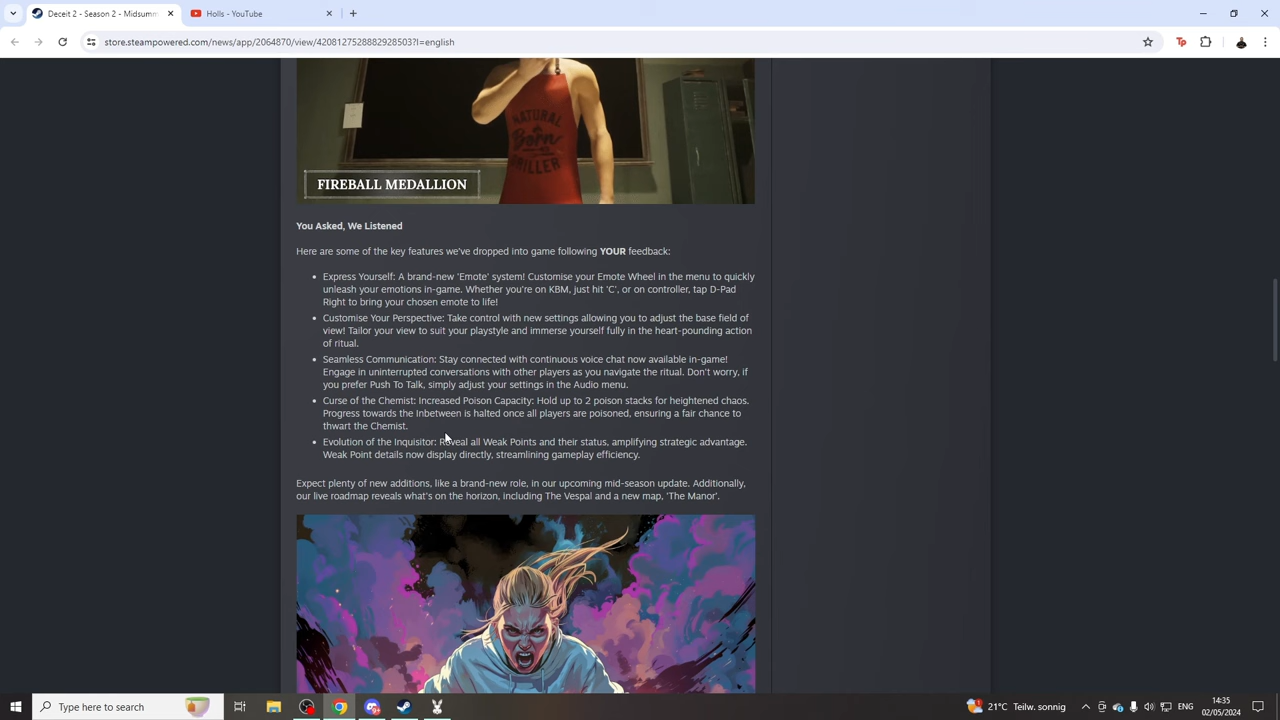 Deceit 2 - Season 2 - Midsumm
Holls - YouTube
store.steampowered.com/news/app/2064870/view/4208127528882928503?l=english
Tp
NATURAL
Born
GRILLER
FIREBALL MEDALLION
You Asked, We Listened
Here are some of the key features we've dropped into game following YOUR feedback:
• Express Yourself: A brand-new 'Emote' system! Customise your Emote Wheel in the menu to quickly
unleash your emotions in-game. Whether you're on KBM, just hit 'C', or on controller, tap D-Pad
Right to bring your chosen emote to life!
• Customise Your Perspective: Take control with new settings allowing you to adjust the base field of
view! Tailor your view to suit your playstyle and immerse yourself fully in the heart-pounding action
of ritual.
• Seamless Communication: Stay connected with continuous voice chat now available in-game!
Engage in uninterrupted conversations with other players as you navigate the ritual. Don't worry, if
you prefer Push To Talk, simply adjust your settings in the Audio menu.
• Curse of the Chemist: Increased Poison Capacity: Hold up to 2 poison stacks for heightened chaos.
Progress towards the Inbetween is halted once all players are poisoned, ensuring a fair chance to
thwart the Chemist.
• Evolution of the Inquisitor: Reveal all Weak Points and their status, amplifying strategic advantage.
Weak Point details now display directly, streamlining gameplay efficiency.
Expect plenty of new additions, like a brand-new role, in our upcoming mid-season update. Additionally,
our live roadmap reveals what's on the horizon, including The Vespal and a new map, 'The Manor'.
Type here to search
21°C Teilw. sonnig
ENG
14:35
02/05/2024